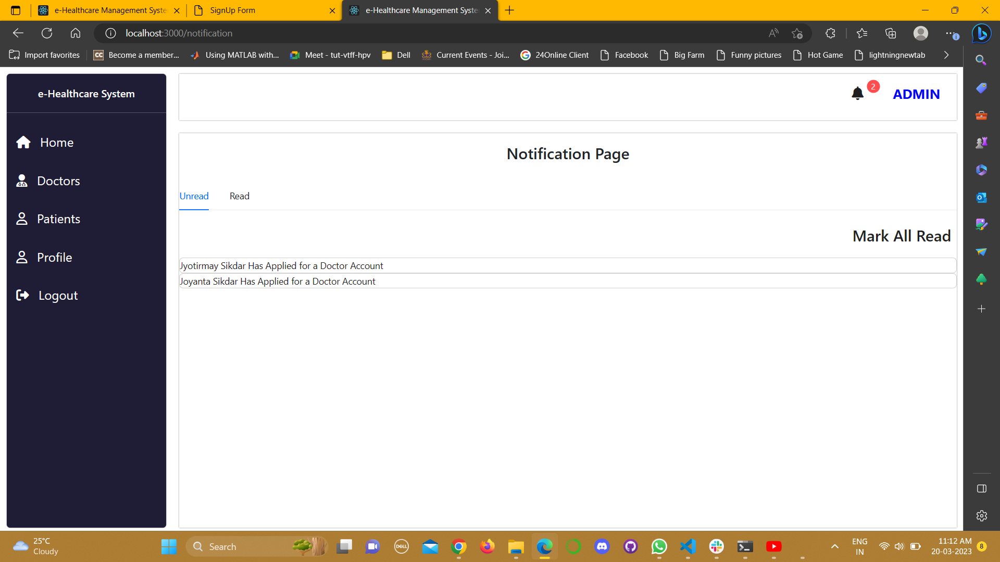 e-Healthcare Management Syste
SignUp Form
e-Healthcare Management Syste
localhost:3000/notification
Import favorites
CC Become a member...
Using MATLAB with...
Meet - tut-vtff-hpv
Dell
Current Events - Joi...
24Online Client
Facebook
Big Farm
Funny pictures
Hot Game
lightningnewtab
e-Healthcare System
2
ADMIN
Home
Doctors
Patients
Profile
Logout
Notification Page
Unread
Read
Mark All Read
Jyotirmay Sikdar Has Applied for a Doctor Account
Joyanta Sikdar Has Applied for a Doctor Account
25°C
Cloudy
Search
DELL
ENG
IN
11:12 AM
20-03-2023
8